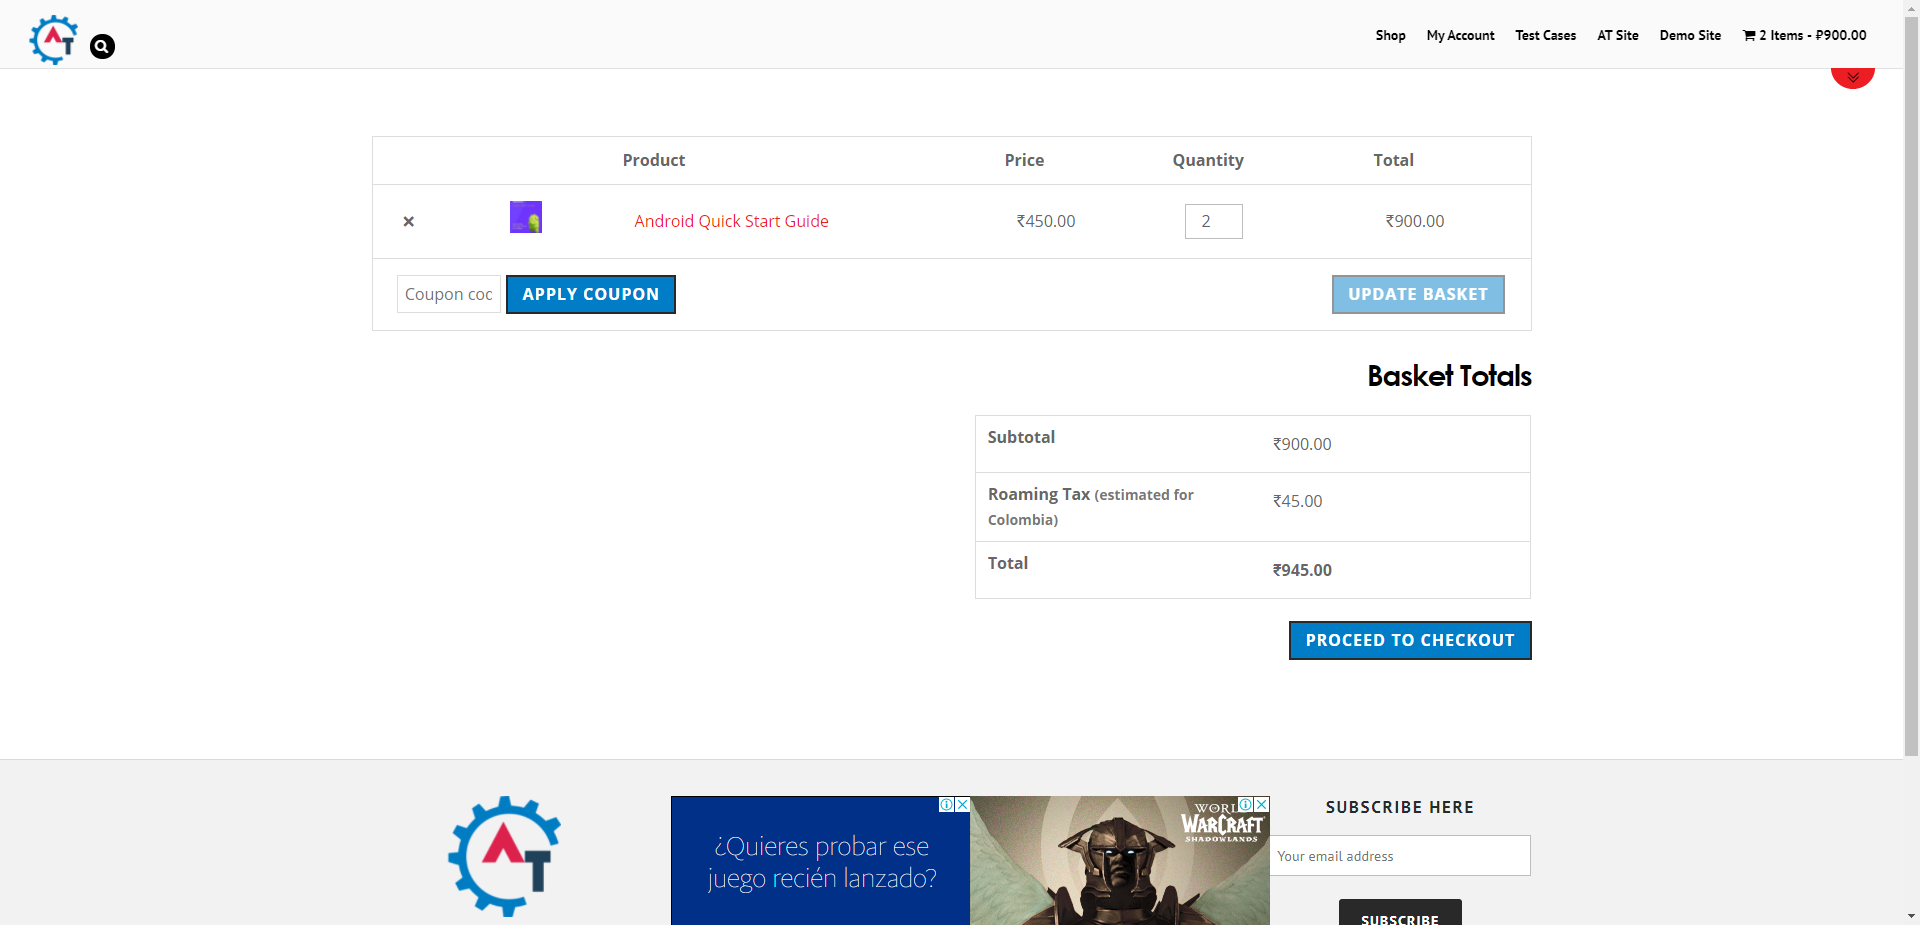 AT
Shop My Account Test Cases AT Site Demo Site 2 Items - ₽900.00
Product Price Quantity Total
× Android Quick Start Guide ₹450.00 2 ₹900.00
Coupon coc APPLY COUPON UPDATE BASKET
Basket Totals
Subtotal ₹900.00
Roaming Tax (estimated for
Colombia) ₹45.00
Total ₹945.00
PROCEED TO CHECKOUT
AT
¿Quieres probar ese
juego recién lanzado?
WARCRAFT
SHADOWLANDS
SUBSCRIBE HERE
Your email address
SUBSCRIBE